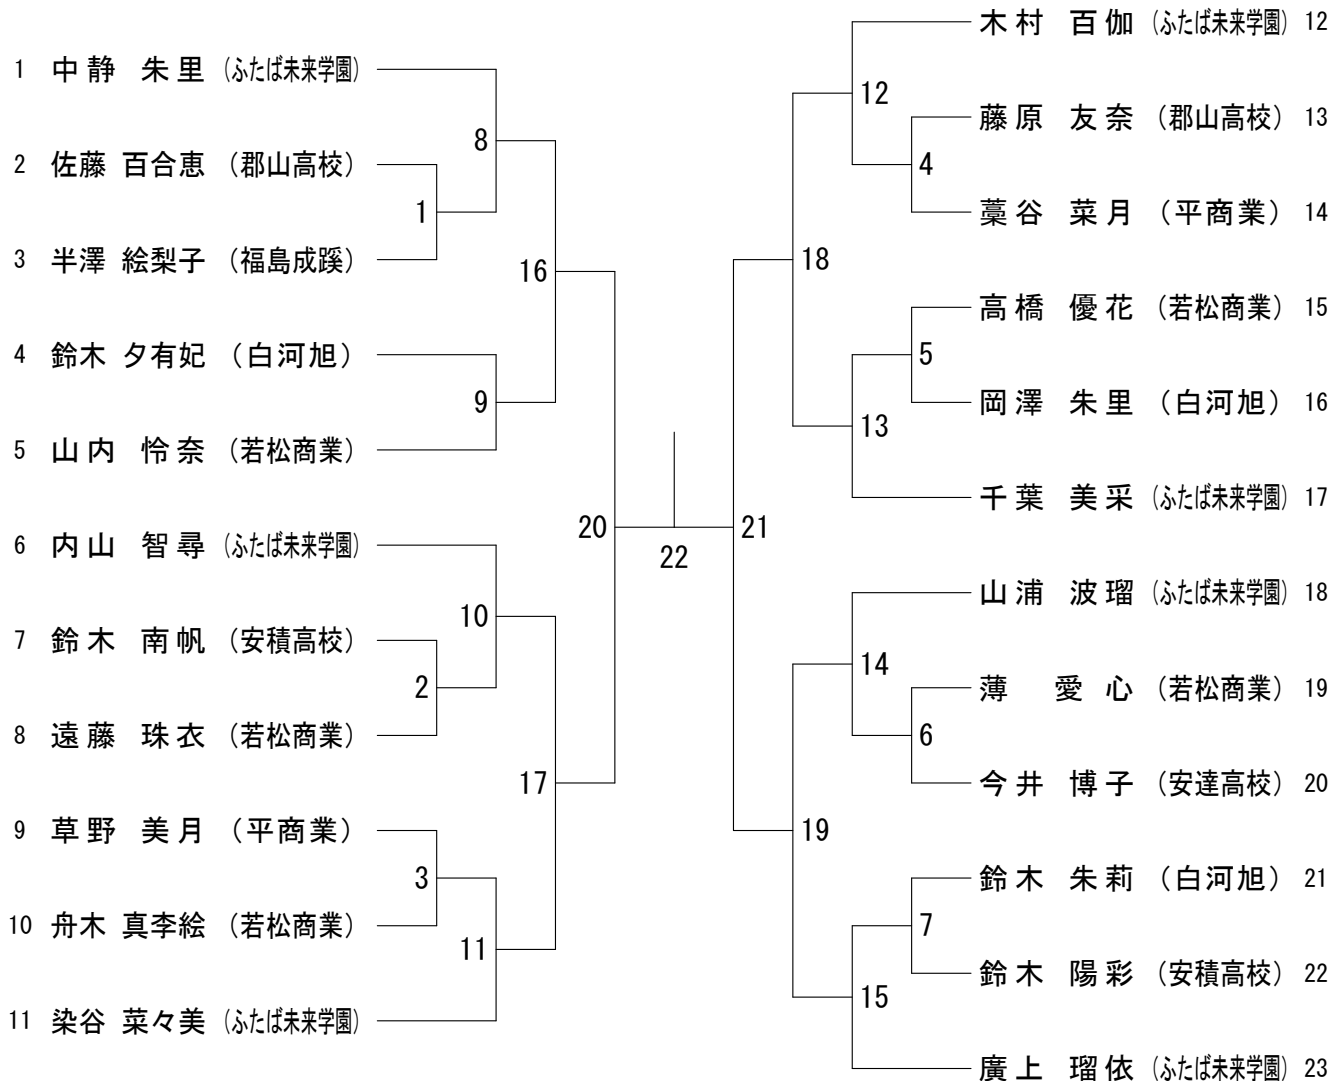 1 中静 朱里 (ふたば未来学園)
8
2 佐藤 百合恵 (郡山高校)
1
3 半澤 絵梨子 (福島成蹊)
16
4 鈴木 夕有妃 (白河旭)
9
5 山内 怜奈 (若松商業)
20
6 内山 智尋 (ふたば未来学園)
10
7 鈴木 南帆 (安積高校)
2
8 遠藤 珠衣 (若松商業)
17
9 草野 美月 (平商業)
3
10 舟木 真李絵 (若松商業)
11
11 染谷 菜々美 (ふたば未来学園)
22
木村 百伽 (ふたば未来学園) 12
12
藤原 友奈 (郡山高校) 13
4
藁谷 菜月 (平商業) 14
18
高橋 優花 (若松商業) 15
5
岡澤 朱里 (白河旭) 16
13
千葉 美采 (ふたば未来学園) 17
21
山浦 波瑠 (ふたば未来学園) 18
14
薄 愛心 (若松商業) 19
6
今井 博子 (安達高校) 20
19
鈴木 朱莉 (白河旭) 21
7
鈴木 陽彩 (安積高校) 22
15
廣上 瑠依 (ふたば未来学園) 23